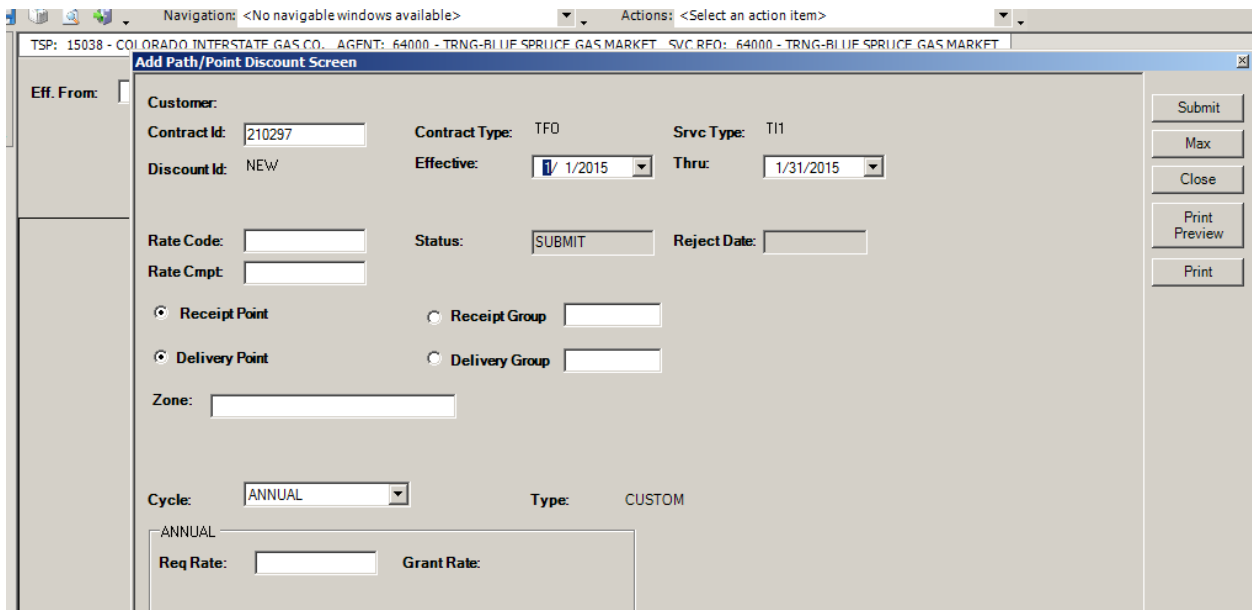 Navigation: <No navigable windows available> Actions: <Select an action item>
TSP: 15038 - COLORADO INTERSTATE GAS CO. AGENT: 64000 - TRNG-BLUE SPRUCE GAS MARKET SVC REQ: 64000 - TRNG-BLUE SPRUCE GAS MARKET
Add Path/Point Discount Screen
Eff. From:
Customer:
Submit
Contract Id: 210297 Contract Type: TFO Srvc Type: TI1
Max
Discount Id: NEW Effective: 1/ 1/2015 Thru: 1/31/2015
Close
Print
Preview
Rate Code: Status: SUBMIT Reject Date:
Rate Cmpt:
Print
Receipt Point Receipt Group
Delivery Point Delivery Group
Zone:
Cycle: ANNUAL Type: CUSTOM
ANNUAL
Req Rate: Grant Rate: